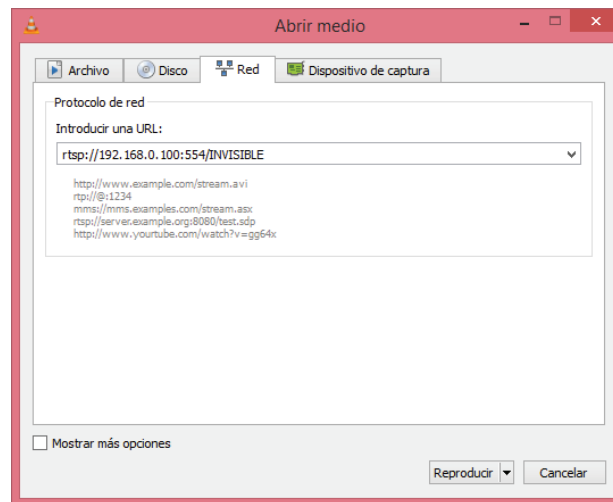 Abrir medio
Archivo
Disco
Red
Dispositivo de captura
Protocolo de red
Introducir una URL:
rtsp://192.168.0.100:554/INVISIBLE
http://www.example.com/stream.avi
rtp://@:1234
mms://mms.examples.com/stream.asx
rtsp://server.example.org:8080/test.sdp
http://www.yourtube.com/watch?v=gg64x
Mostrar más opciones
Reproducir
Cancelar